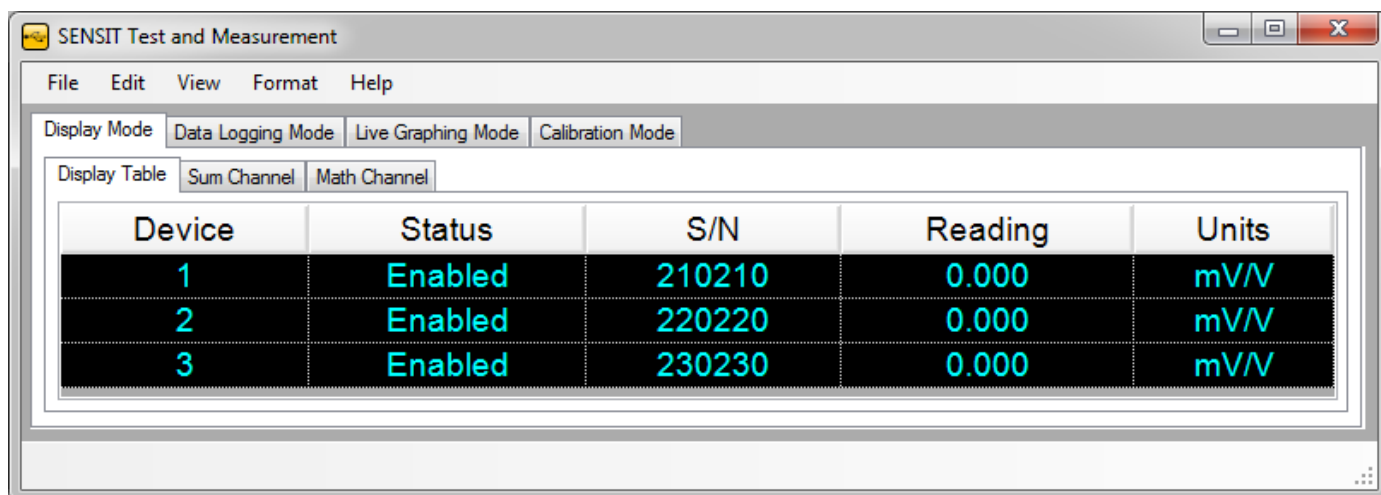 SENSIT Test and Measurement
File Edit View Format Help
Display Mode Data Logging Mode Live Graphing Mode Calibration Mode
Display Table Sum Channel Math Channel
Device Status S/N Reading Units
1 Enabled 210210 0.000 mV/V
2 Enabled 220220 0.000 mV/V
3 Enabled 230230 0.000 mV/V